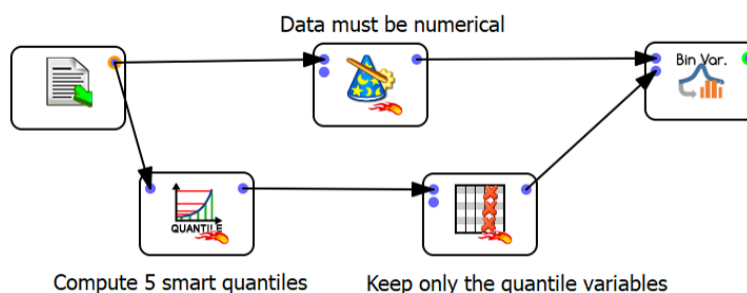 Data must be numerical
Bin Var.
QUANTILE
Compute 5 smart quantiles
Keep only the quantile variables